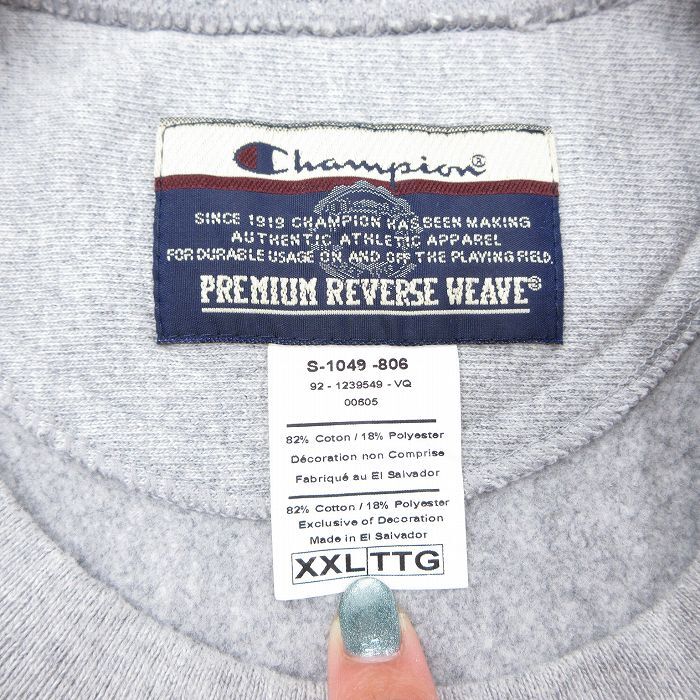 Champion®
SINCE 1919 CHAMPION HAS BEEN MAKING
AUTHENTIC ATHLETIC APPAREL
FOR DURABLE USAGE ON AND OFF THE PLAYING FIELD.
PREMIUM REVERSE WEAVE®
S-1049 -806
92 - 1239549 - VQ
00605
82% Coton / 18% Polyester
Décoration non Comprise
Fabriqué au El Salvador
82% Cotton / 18% Polyester
Exclusive of Decoration
Made in El Salvador
XXL TTG